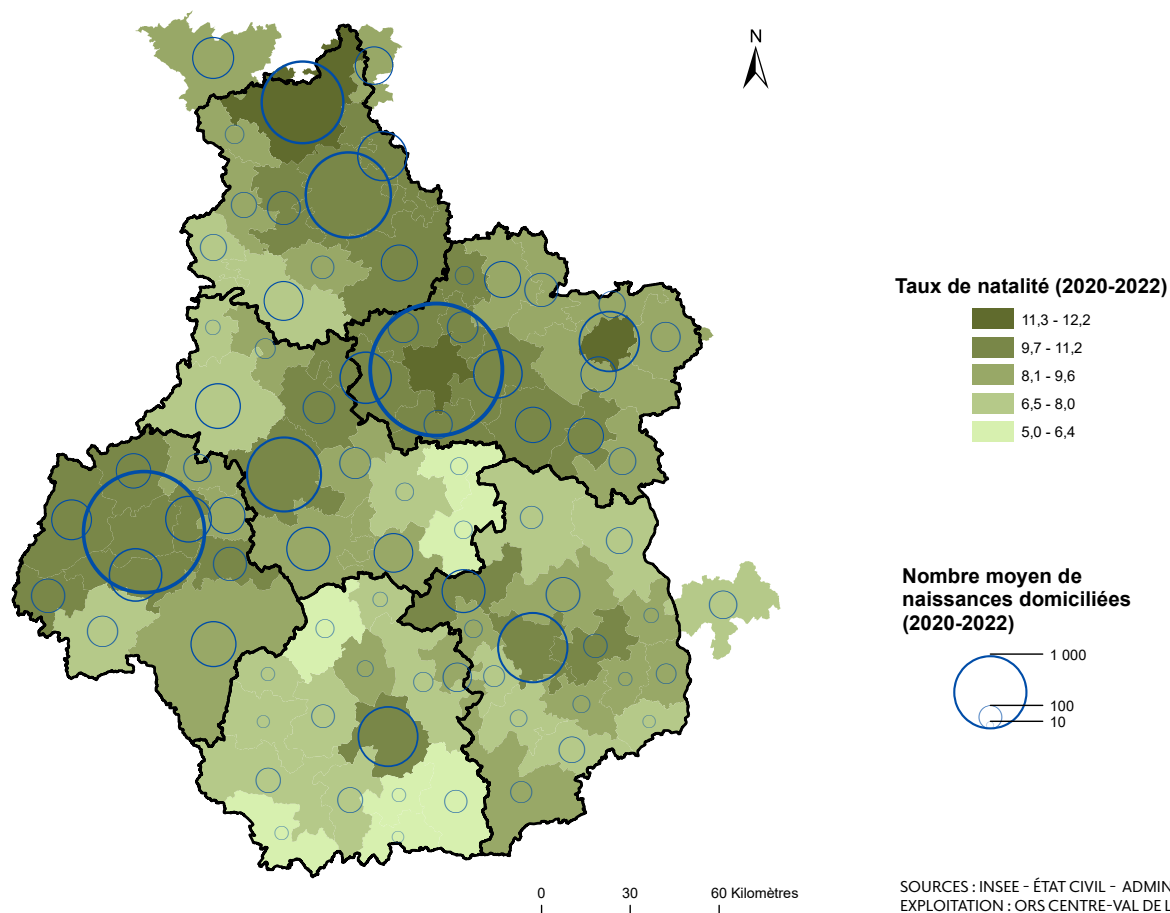 N
Taux de natalité (2020-2022)
11,3 - 12,2
9,7 - 11,2
8,1 - 9,6
6,5 - 8,0
5,0 - 6,4
Nombre moyen de
naissances domiciliées
(2020-2022)
1 000
100
10
0 30 60 Kilomètres
SOURCES : INSEE - ÉTAT CIVIL - ADMIN
EXPLOITATION : ORS CENTRE-VAL DE L